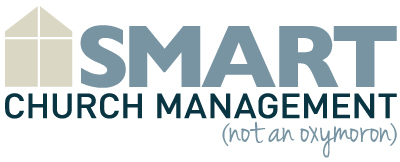 SMART
CHURCH MANAGEMENT
(not an oxymoron)